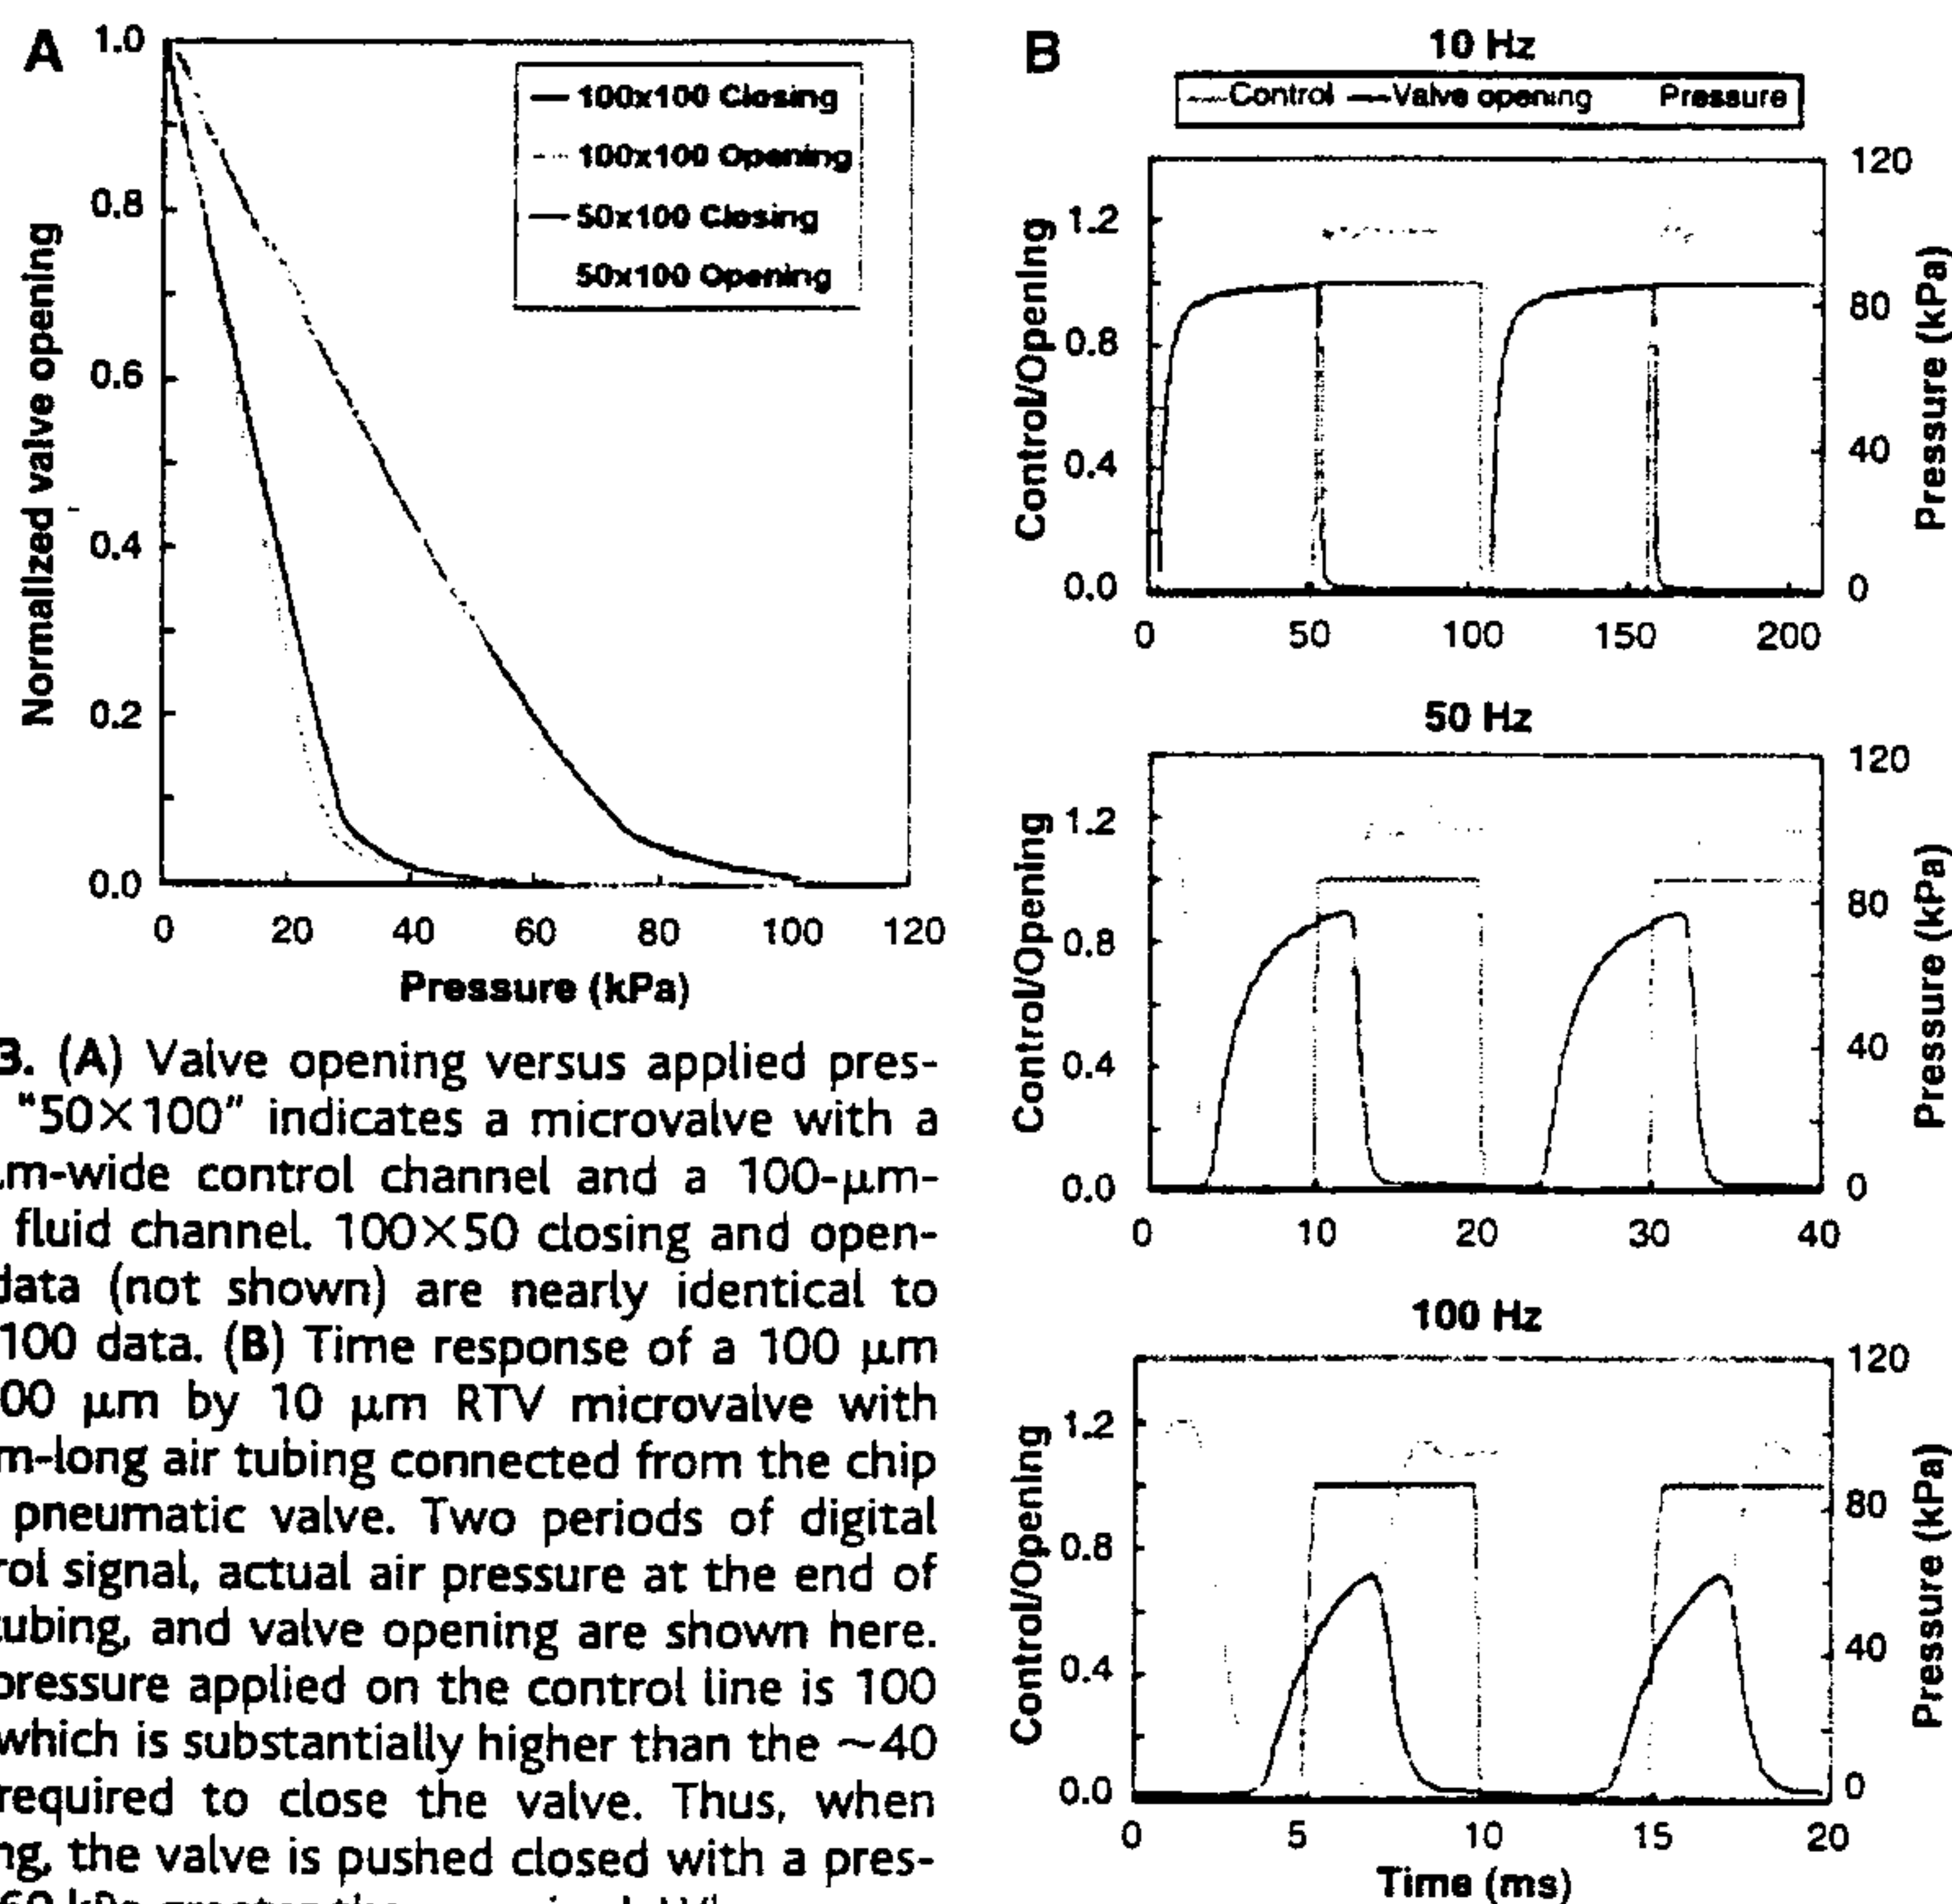 A
1.0
0.8
0.6
0.4
0.2
0.0
Normalized valve opening
100x100 Closing
100x100 Opening
50x100 Closing
50x100 Opening
0 20 40 60 80 100 120
Pressure (kPa)
3. (A) Valve opening versus applied pres-
"50×100" indicates a microvalve with a
m-wide control channel and a 100-μm-
fluid channel. 100×50 closing and open-
data (not shown) are nearly identical to
100 data. (B) Time response of a 100 μm
00 μm by 10 μm RTV microvalve with
m-long air tubing connected from the chip
pneumatic valve. Two periods of digital
rol signal, actual air pressure at the end of
tubing, and valve opening are shown here.
pressure applied on the control line is 100
which is substantially higher than the ~40
required to close the valve. Thus, when
ng, the valve is pushed closed with a pres-
B
10 Hz
Control Valve opening Pressure
Control/Opening
1.2
0.8
0.4
0.0
120
80
40
0
Pressure (kPa)
0 50 100 150 200
50 Hz
Control/Opening
1.2
0.8
0.4
0.0
120
80
40
0
Pressure (kPa)
0 10 20 30 40
100 Hz
Control/Opening
1.2
0.8
0.4
0.0
120
80
40
0
Pressure (kPa)
0 5 10 15 20
Time (ms)